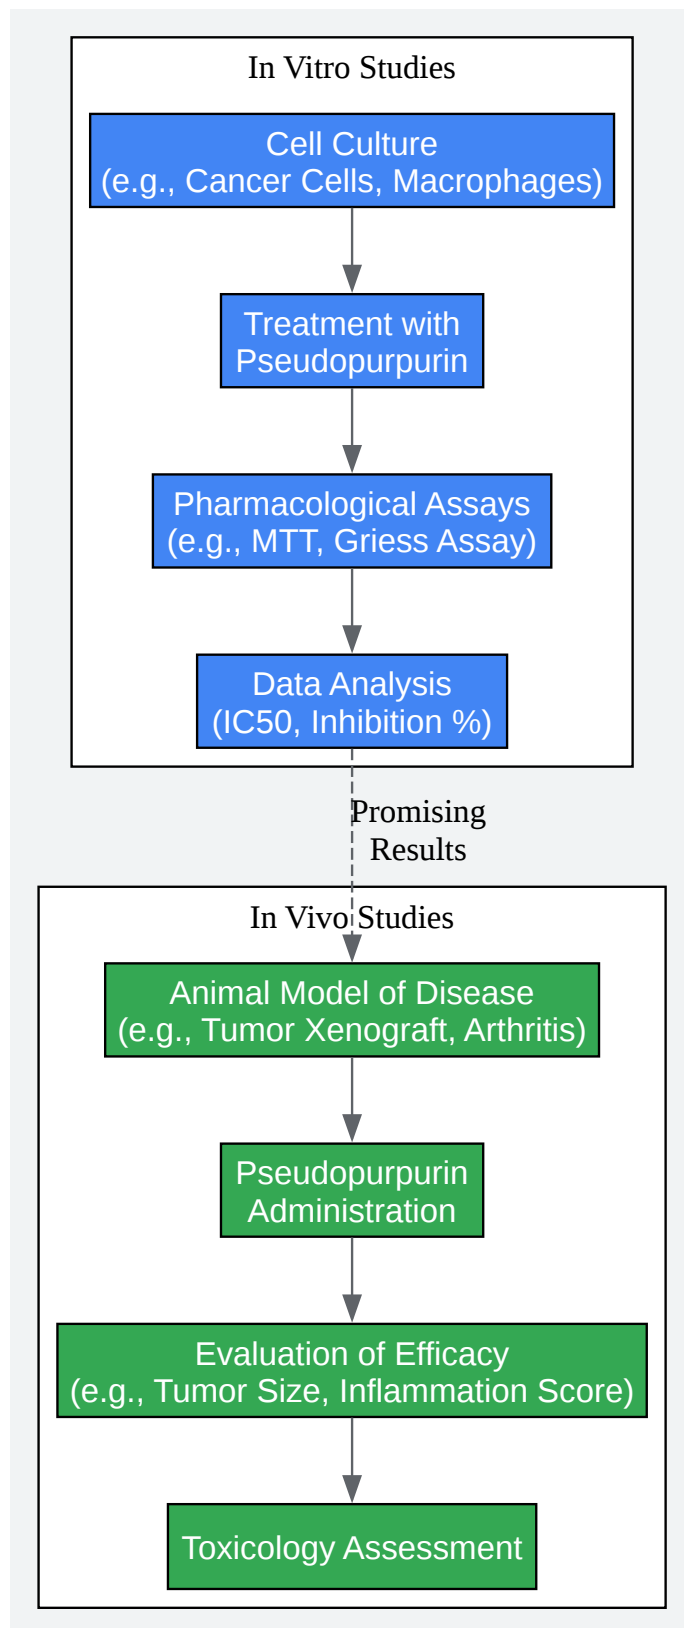 In Vitro Studies
Cell Culture
(e.g., Cancer Cells, Macrophages)
Treatment with
Pseudopurpurin
Pharmacological Assays
(e.g., MTT, Griess Assay)
Data Analysis
(IC50, Inhibition %)
Promising
Results
In Vivo Studies
Animal Model of Disease
(e.g., Tumor Xenograft, Arthritis)
Pseudopurpurin
Administration
Evaluation of Efficacy
(e.g., Tumor Size, Inflammation Score)
Toxicology Assessment